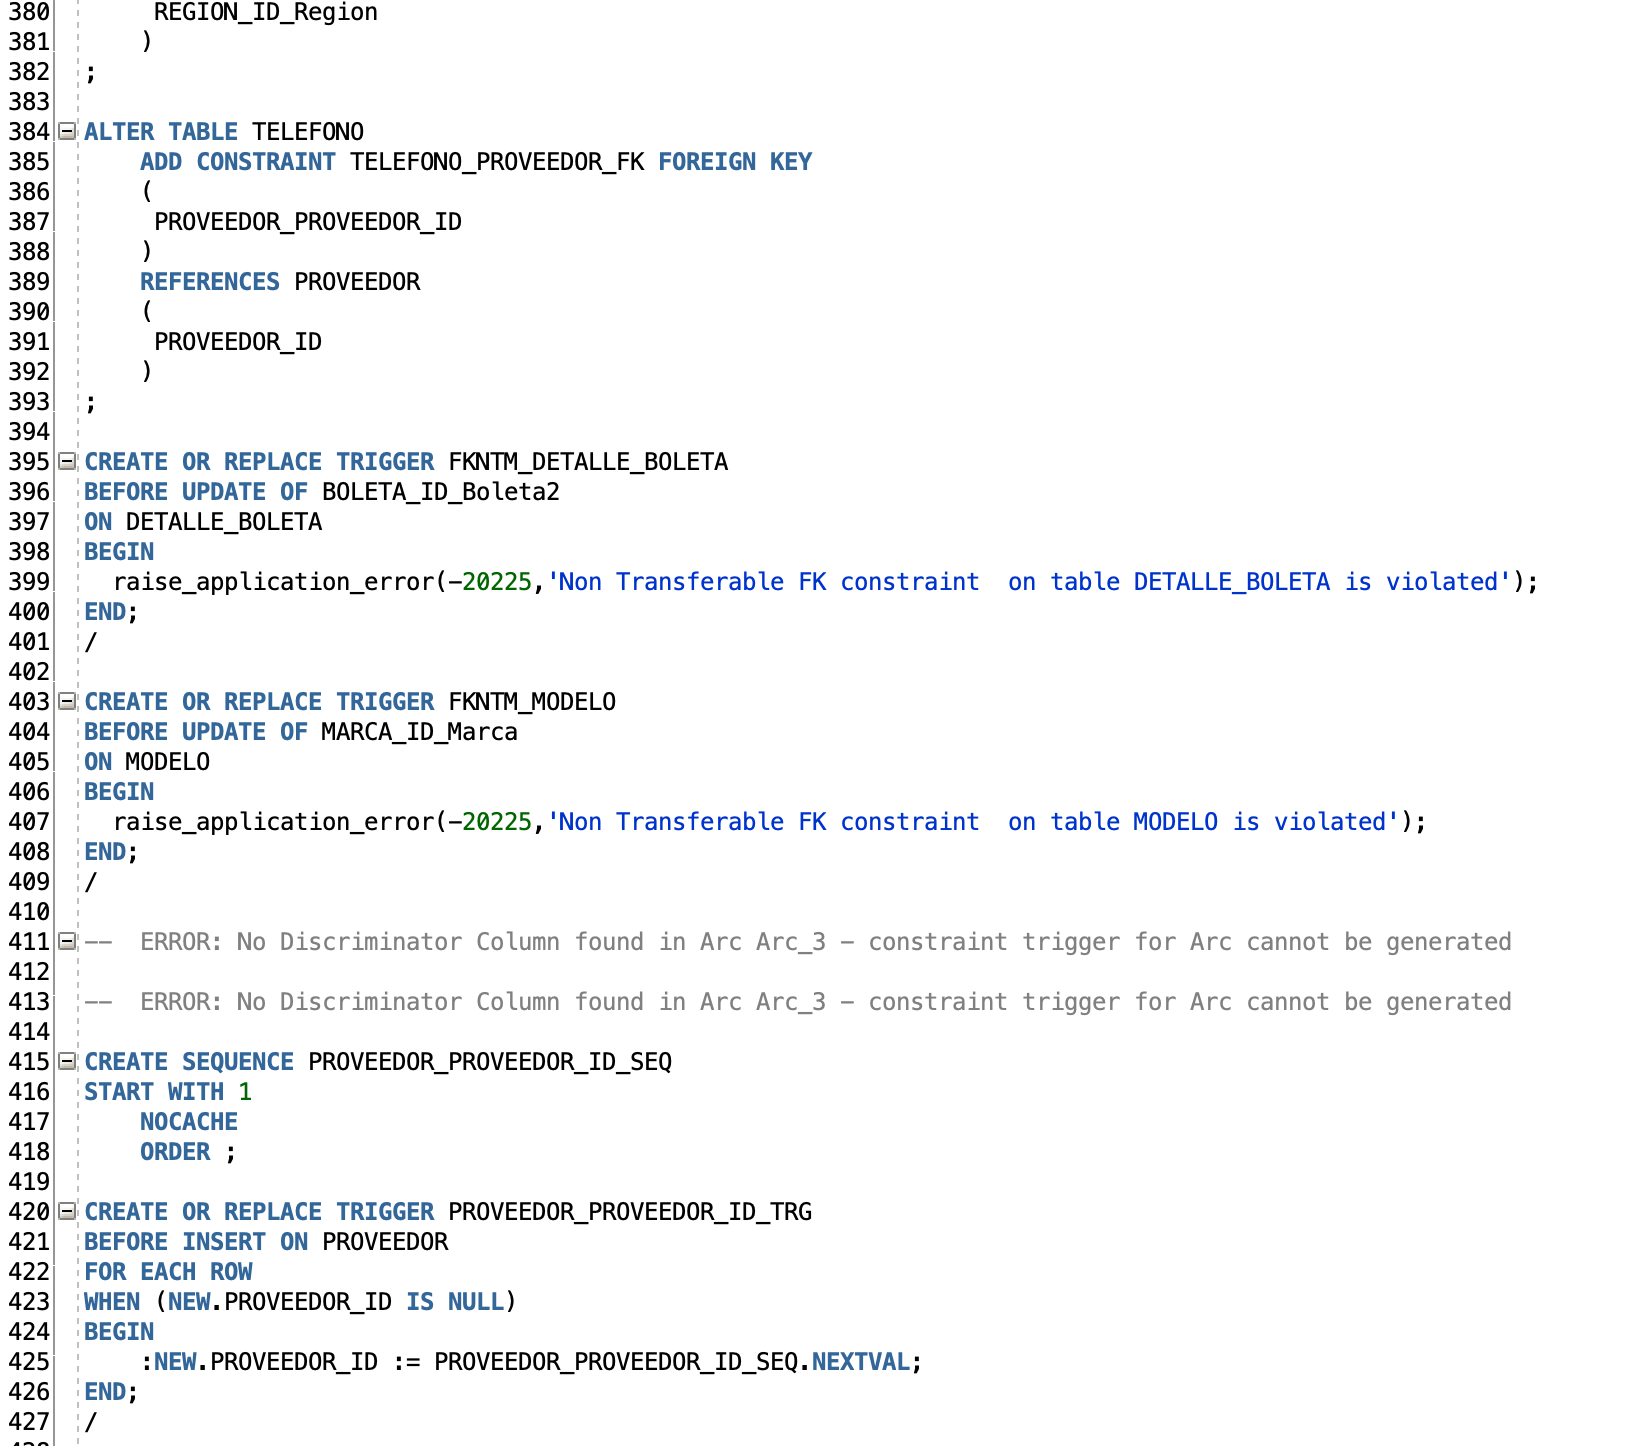 380 REGION_ID_Region
381 )
382 ;
383
384 ALTER TABLE TELEFONO
385 ADD CONSTRAINT TELEFONO_PROVEEDOR_FK FOREIGN KEY
386 (
387 PROVEEDOR_PROVEEDOR_ID
388 )
389 REFERENCES PROVEEDOR
390 (
391 PROVEEDOR_ID
392 )
393 ;
394
395 CREATE OR REPLACE TRIGGER FKNTM_DETALLE_BOLETA
396 BEFORE UPDATE OF BOLETA_ID_Boleta2
397 ON DETALLE_BOLETA
398 BEGIN
399 raise_application_error(-20225,'Non Transferable FK constraint  on table DETALLE_BOLETA is violated');
400 END;
401 /
402
403 CREATE OR REPLACE TRIGGER FKNTM_MODELO
404 BEFORE UPDATE OF MARCA_ID_Marca
405 ON MODELO
406 BEGIN
407 raise_application_error(-20225,'Non Transferable FK constraint  on table MODELO is violated');
408 END;
409 /
410
411 --  ERROR: No Discriminator Column found in Arc Arc_3 - constraint trigger for Arc cannot be generated
412
413 --  ERROR: No Discriminator Column found in Arc Arc_3 - constraint trigger for Arc cannot be generated
414
415 CREATE SEQUENCE PROVEEDOR_PROVEEDOR_ID_SEQ
416 START WITH 1
417 NOCACHE
418 ORDER ;
419
420 CREATE OR REPLACE TRIGGER PROVEEDOR_PROVEEDOR_ID_TRG
421 BEFORE INSERT ON PROVEEDOR
422 FOR EACH ROW
423 WHEN (NEW.PROVEEDOR_ID IS NULL)
424 BEGIN
425 :NEW.PROVEEDOR_ID := PROVEEDOR_PROVEEDOR_ID_SEQ.NEXTVAL;
426 END;
427 /